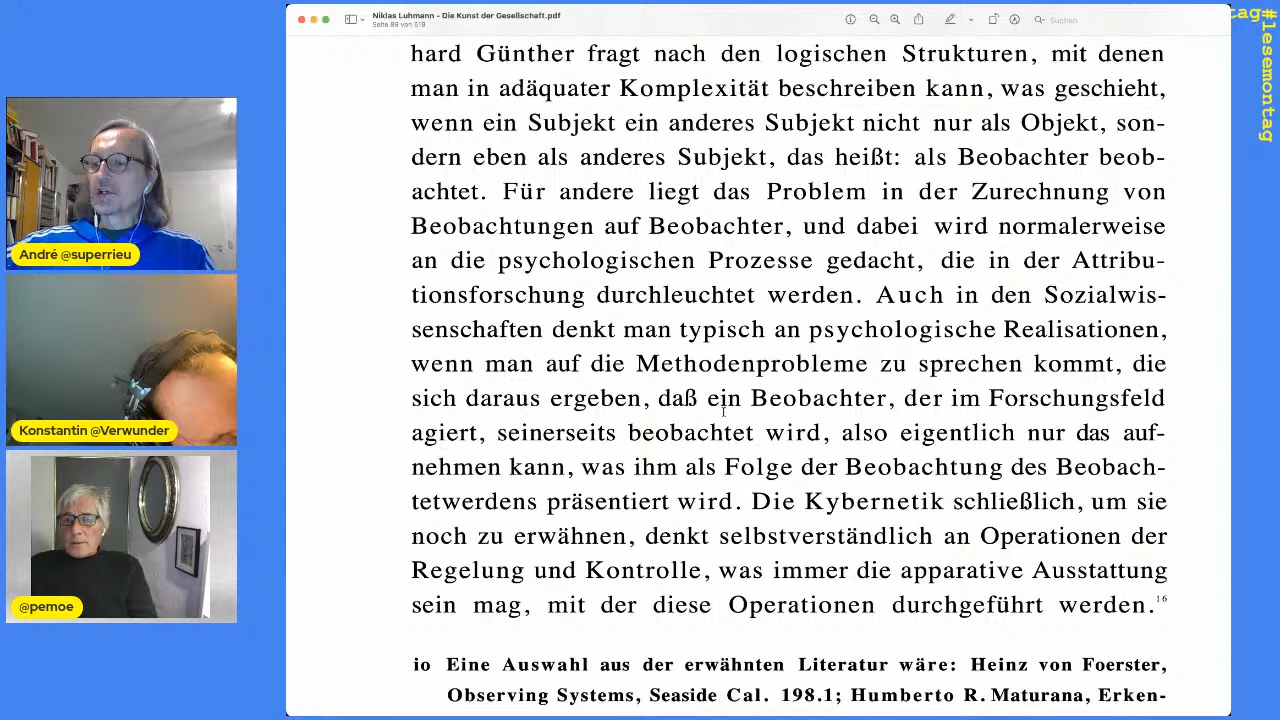 Niklas Luhmann - Die Kunst der Gesellschaft.pdf
Seite 99 von 519
Suchen
tag#lesemontag
hard Günther fragt nach den logischen Strukturen, mit denen
man in adäquater Komplexität beschreiben kann, was geschieht,
wenn ein Subjekt ein anderes Subjekt nicht nur als Objekt, son-
dern eben als anderes Subjekt, das heißt: als Beobachter beob-
achtet. Für andere liegt das Problem in der Zurechnung von
Beobachtungen auf Beobachter, und dabei wird normalerweise
an die psychologischen Prozesse gedacht, die in der Attribu-
tionsforschung durchleuchtet werden. Auch in den Sozialwis-
senschaften denkt man typisch an psychologische Realisationen,
wenn man auf die Methodenprobleme zu sprechen kommt, die
sich daraus ergeben, daß ein Beobachter, der im Forschungsfeld
agiert, seinerseits beobachtet wird, also eigentlich nur das auf-
nehmen kann, was ihm als Folge der Beobachtung des Beobach-
tetwerdens präsentiert wird. Die Kybernetik schließlich, um sie
noch zu erwähnen, denkt selbstverständlich an Operationen der
Regelung und Kontrolle, was immer die apparative Ausstattung
sein mag, mit der diese Operationen durchgeführt werden.16
io Eine Auswahl aus der erwähnten Literatur wäre: Heinz von Foerster,
Observing Systems, Seaside Cal. 198.1; Humberto R. Maturana, Erken-
André @superrieu
Konstantin @Verwunder
@pemoe